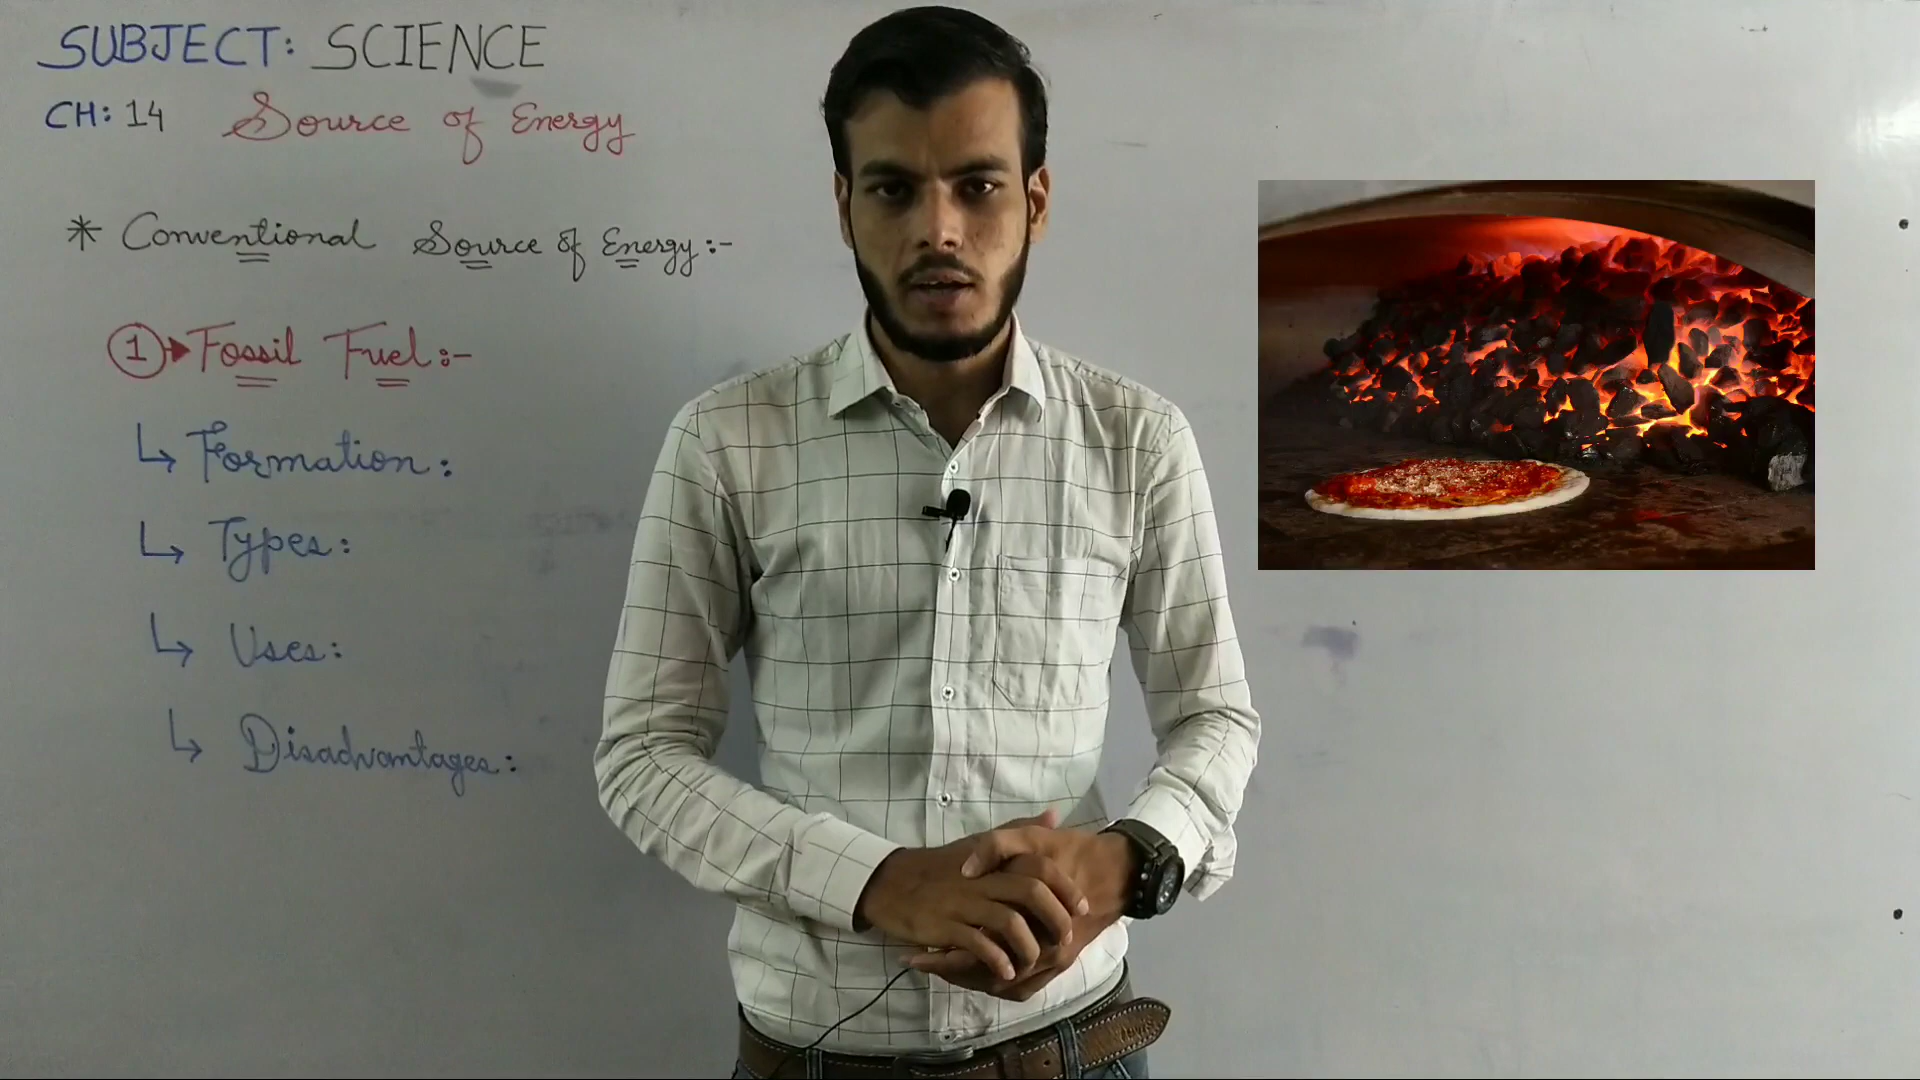 SUBJECT: SCIENCE
CH: 14 Source of Energy
* Conventional Source of Energy:-
1 → Fossil Fuel:-
↳ Formation:
↳ Types:
↳ Uses:
↳ Disadvantages: